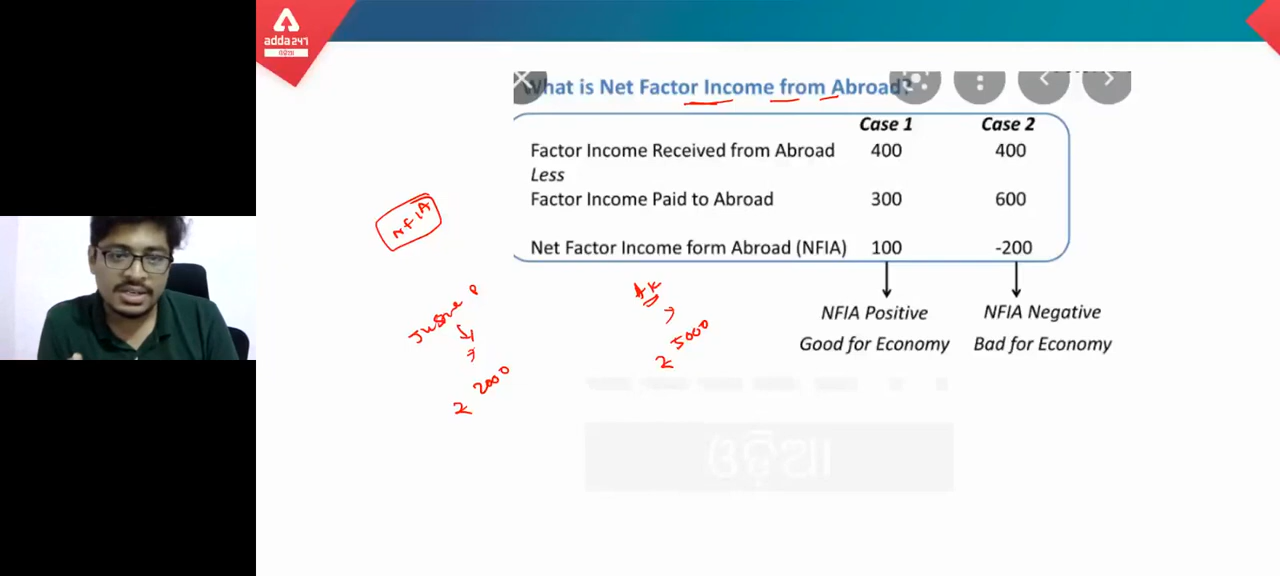 adda247
ଓଡ଼ିଆ
What is Net Factor Income from Abroad?
Case 1 Case 2
Factor Income Received from Abroad 400 400
Less
Factor Income Paid to Abroad 300 600
Net Factor Income form Abroad (NFIA) 100 -200
NFIA
AK
NFIA Positive NFIA Negative
Good for Economy Bad for Economy
5000
2000
ଓଡ଼ିଆ